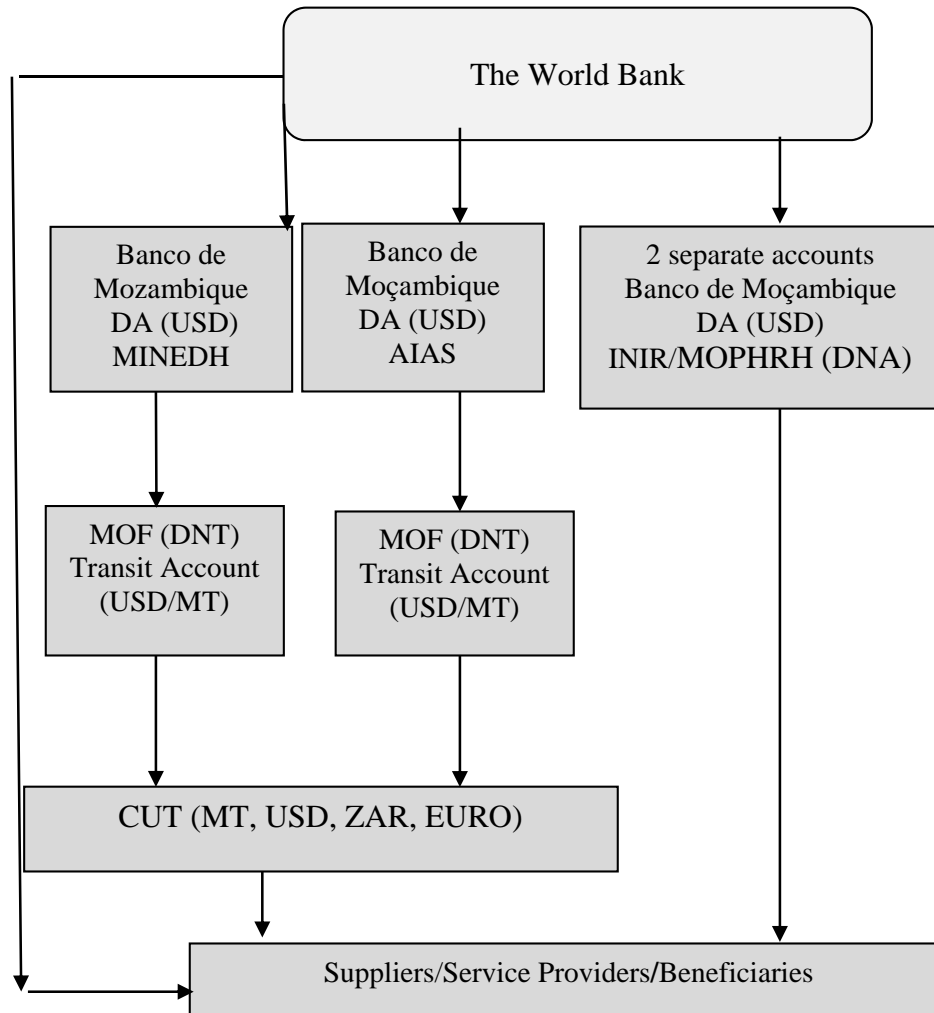 The World Bank
Banco de
Mozambique
DA (USD)
MINEDH
Banco de
Moçambique
DA (USD)
AIAS
2 separate accounts
Banco de Moçambique
DA (USD)
INIR/MOPHRH (DNA)
MOF (DNT)
Transit Account
(USD/MT)
MOF (DNT)
Transit Account
(USD/MT)
CUT (MT, USD, ZAR, EURO)
Suppliers/Service Providers/Beneficiaries